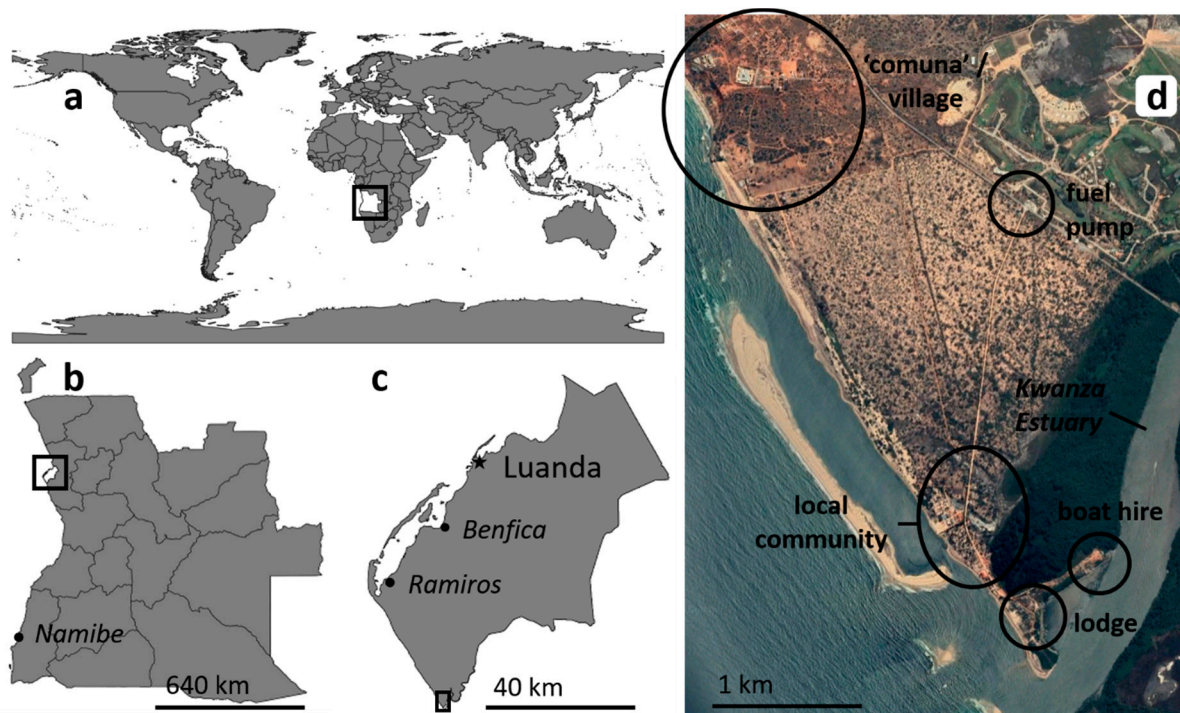 a
b
Namibe
640 km
c
Luanda
Benfica
Ramiros
40 km
d
‘comuna’ /
village
fuel
pump
Kwanza
Estuary
local
community
boat hire
lodge
1 km